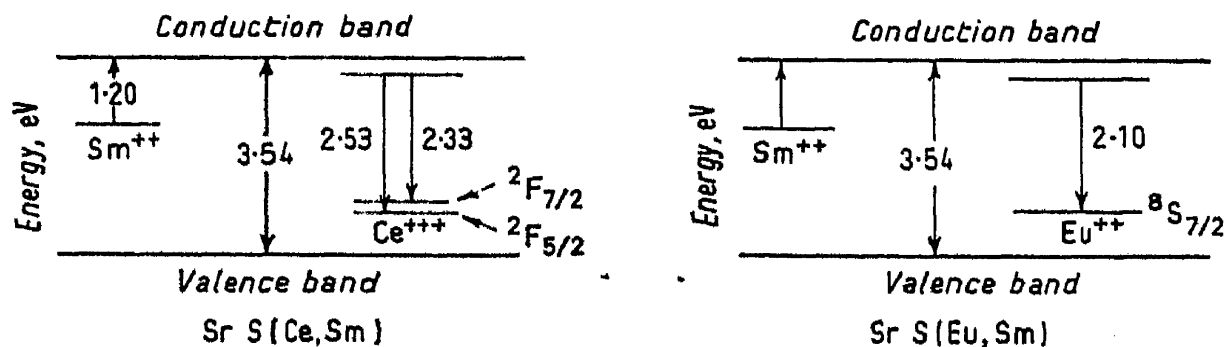 Conduction band
1·20
Sm++
3·54
2·53
2·33
²F₇/₂
²F₅/₂
Ce+++
Energy, eV
Valence band
Sr S(Ce,Sm)
Conduction band
Sm++
3·54
2·10
⁸S₇/₂
Eu++
Energy, eV
Valence band
Sr S(Eu,Sm)